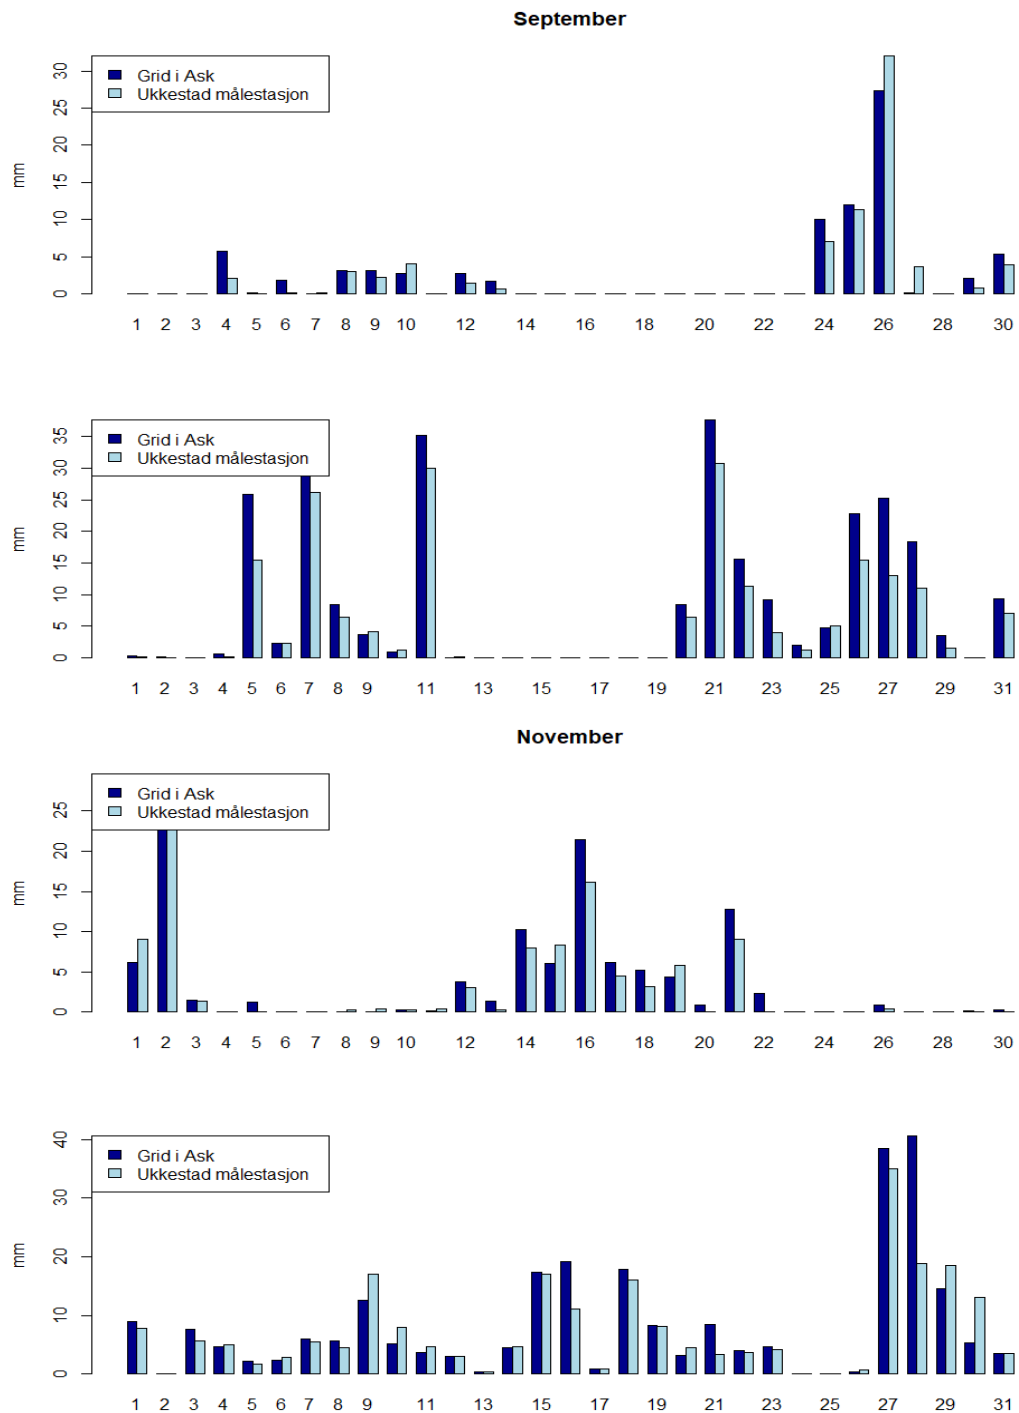 September
Grid i Ask
Ukkestad målestasjon
mm
0 5 10 15 20 25 30
1 2 3 4 5 6 7 8 9 10 12 14 16 18 20 22 24 26 28 30
Grid i Ask
Ukkestad målestasjon
mm
0 5 10 15 20 25 30 35
1 2 3 4 5 6 7 8 9 11 13 15 17 19 21 23 25 27 29 31
November
Grid i Ask
Ukkestad målestasjon
mm
0 5 10 15 20 25
1 2 3 4 5 6 7 8 9 10 12 14 16 18 20 22 24 26 28 30
Grid i Ask
Ukkestad målestasjon
mm
0 10 20 30 40
1 2 3 4 5 6 7 8 9 11 13 15 17 19 21 23 25 27 29 31